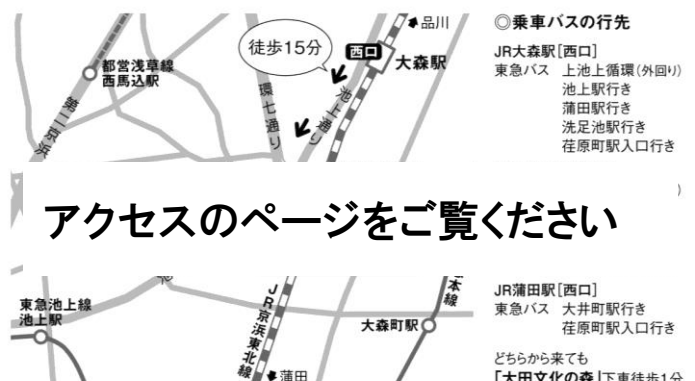 品川
◎乗車バスの行先
徒歩15分
西口
大森駅
JR大森駅[西口]
東急バス 上池上循環(外回り)
池上駅行き
蒲田駅行き
洗足池駅行き
荏原町駅入口行き
都営浅草線
西馬込駅
第二京浜
環七通り
池上通り
)
アクセスのページをご覧ください
JR京浜東北線
本線
東急池上線
池上駅
大森町駅
蒲田
JR蒲田駅[西口]
東急バス 大井町駅行き
荏原町駅入口行き
どちらから来ても
「大田文化の森」下車徒歩1分